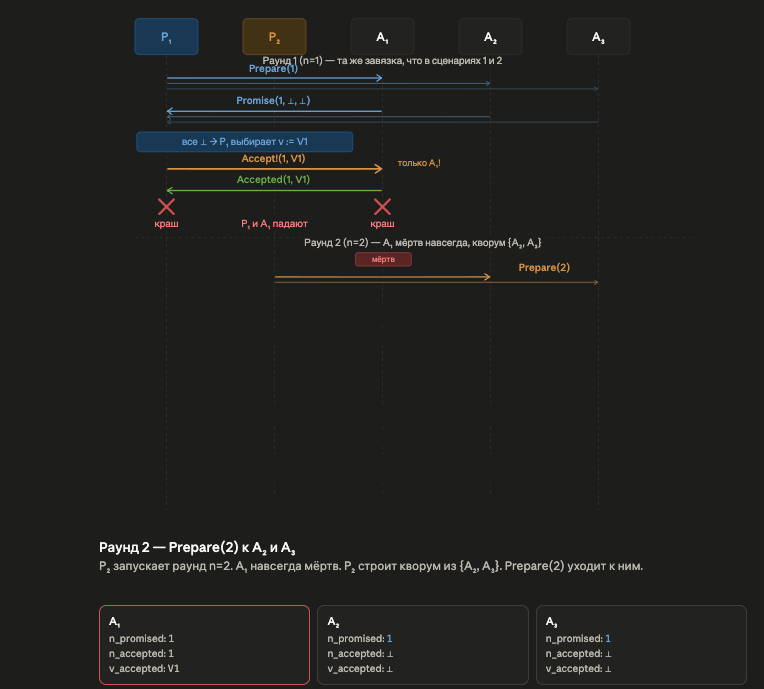 P₁ P₂ A₁ A₂ A₃
Раунд 1 (n=1) — та же завязка, что в сценариях 1 и 2
Prepare(1)
Promise(1, ⊥, ⊥)
все ⊥ → P₁ выбирает v := V1
Accept!(1, V1)
только A₁!
Accepted(1, V1)
краш P₁ и A₁ падают краш
Раунд 2 (n=2) — A₁ мёртв навсегда, кворум {A₂, A₃}
мёртв
Prepare(2)
Раунд 2 — Prepare(2) к A₂ и A₃
P₂ запускает раунд n=2. A₁ навсегда мёртв. P₂ строит кворум из {A₂, A₃}. Prepare(2) уходит к ним.
A₁
n_promised: 1
n_accepted: 1
v_accepted: V1
A₂
n_promised: 1
n_accepted: ⊥
v_accepted: ⊥
A₃
n_promised: 1
n_accepted: ⊥
v_accepted: ⊥